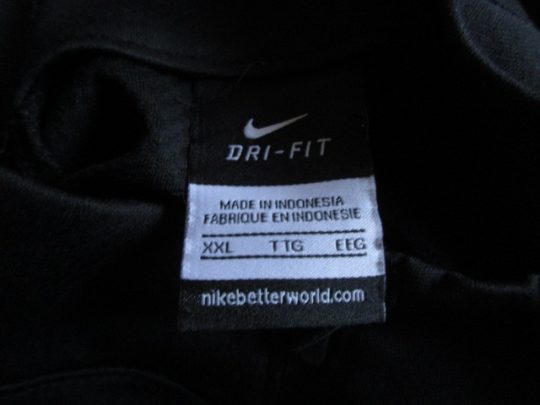 DRI-FIT
MADE IN INDONESIA
FABRIQUE EN INDONESIE
XXL TTG EEG
nikebetterworld.com